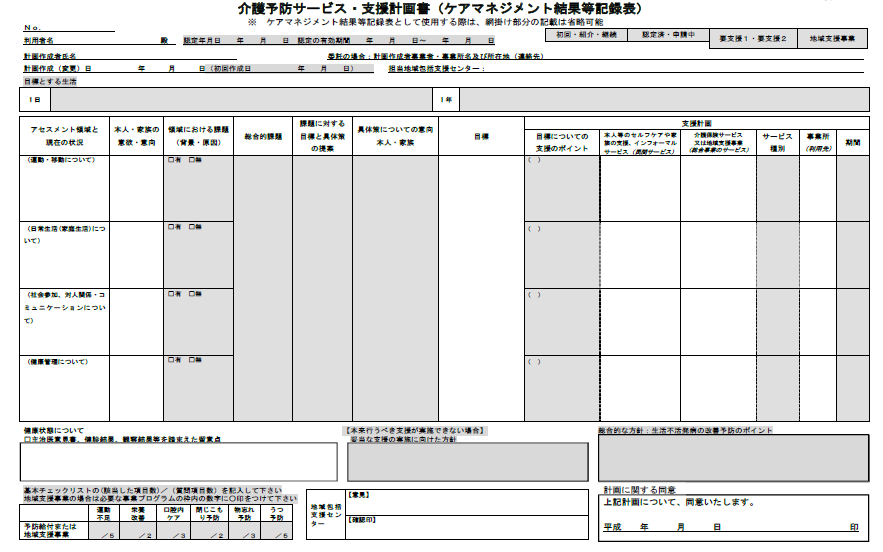 介護予防サービス・支援計画書（ケアマネジメント結果等記録表）
※　ケアマネジメント結果等記録表として使用する際は、網掛け部分の記載は省略可能
No.
利用者名　殿　認定年月日　年　月　日　認定の有効期間　年　月　日～　年　月　日
初回・紹介・継続　認定済・申請中　要支援１・要支援２　地域支援事業
計画作成者氏名　委託の場合：計画作成者事業者・事業所名及び所在地（連絡先）
計画作成（変更）日　年　月　日（初回作成日　年　月　日）　担当地域包括支援センター：
目標とする生活
１日　１年
支援計画
アセスメント領域と
現在の状況
本人・家族の
意欲・意向
領域における課題
（背景・原因）
総合的課題
課題に対する
目標と具体策
の提案
具体策についての意向
本人・家族
目標
目標についての
支援のポイント
本人等のセルフケアや家
族の支援、インフォーマル
サービス（民間サービス）
介護保険サービス
又は地域支援事業
（総合事業のサービス）
サービス
種別
事業所
（利用先）
期間
（運動・移動について）　□有　□無　（　）
（日常生活（家庭生活）につ　□有　□無　（　）
いて）
（社会参加、対人関係・コ　□有　□無　（　）
ミュニケーションについ
て）
（健康管理について）　□有　□無　（　）
健康状態について
□主治医意見書、健診結果、観察結果等を踏まえた留意点
【本来行うべき支援が実施できない場合】
妥当な支援の実施に向けた方針
総合的な方針：生活不活発病の改善予防のポイント
基本チェックリストの（該当した項目数）／（質問項目数）を記入して下さい
地域支援事業の場合は必要な事業プログラムの枠内の数字に○印をつけて下さい
運動
不足
栄養
改善
口腔内
ケア
閉じこも
り予防
物忘れ
予防
うつ
予防
予防給付または
地域支援事業
／５　／２　／３　／２　／３　／５
地域包括
支援セン
ター
【意見】
【確認印】
計画に関する同意
上記計画について、同意いたします。
平成　年　月　日　印